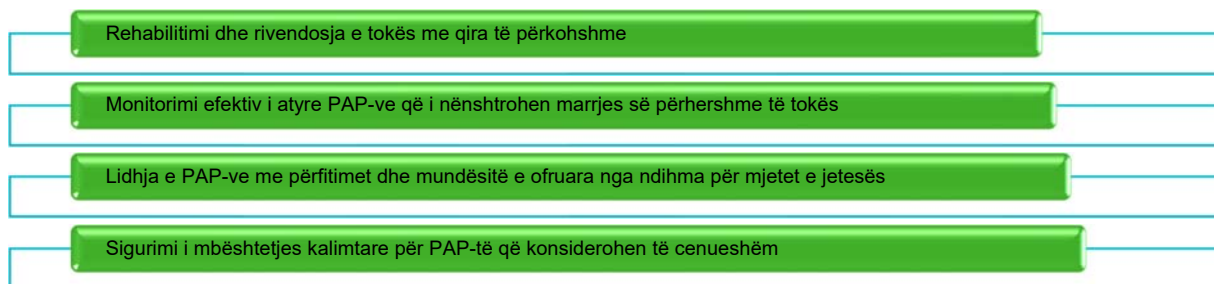 Rehabilitimi dhe rivendosja e tokës me qira të përkohshme
Monitorimi efektiv i atyre PAP-ve që i nënshtrohen marrjes së përhershme të tokës
Lidhja e PAP-ve me përfitimet dhe mundësitë e ofruara nga ndihma për mjetet e jetesës
Sigurimi i mbështetjes kalimtare për PAP-të që konsiderohen të cenueshëm